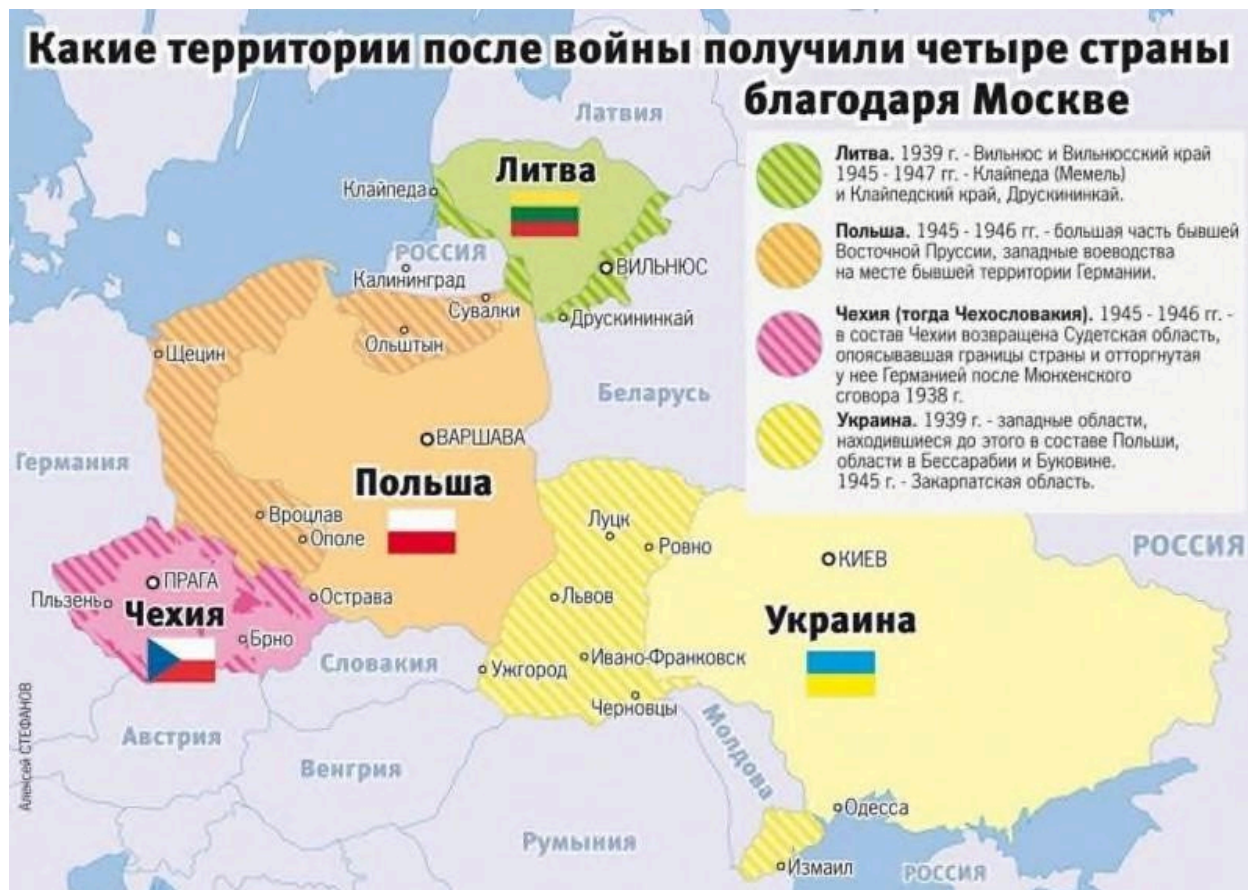 Какие территории после войны получили четыре страны
благодаря Москве
Латвия
Литва. 1939 г. - Вильнюс и Вильнюсский край
1945 - 1947 гг. - Клайпеда (Мемель)
и Клайпедский край, Друскининкай.
Польша. 1945 - 1946 гг. - большая часть бывшей
Восточной Пруссии, западные воеводства
на месте бывшей территории Германии.
Чехия (тогда Чехословакия). 1945 - 1946 гг. -
в состав Чехии возвращена Судетская область,
опоясывавшая границы страны и отторгнутая
у нее Германией после Мюнхенского
сговора 1938 г.
Украина. 1939 г. - западные области,
находившиеся до этого в составе Польши,
области в Бессарабии и Буковине.
1945 г. - Закарпатская область.
Литва
Клайпеда
РОССИЯ
ВИЛЬНЮС
Калининград
Сувалки
Друскининкай
Ольштын
Щецин
Беларусь
ВАРШАВА
Германия
Польша
Вроцлав
Ополе
Луцк
Ровно
РОССИЯ
КИЕВ
ПРАГА
Пльзень
Острава
Львов
Чехия
Украина
Брно
Словакия
Ужгород
Ивано-Франковск
Черновцы
Австрия
Молдова
Венгрия
Одесса
Румыния
Измаил
РОССИЯ
Алексей СТЕФАНОВ